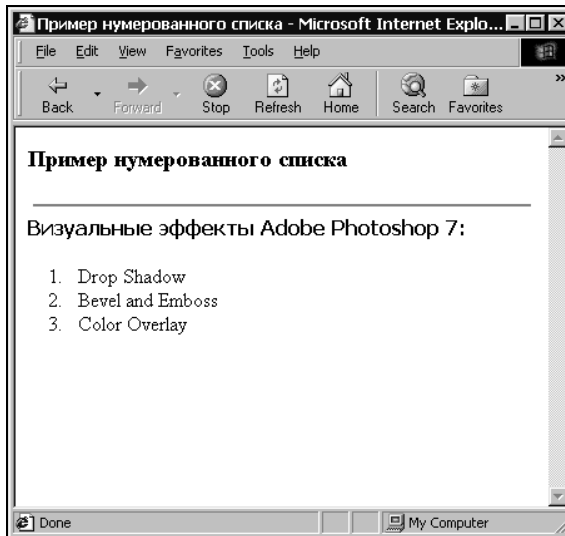 Пример нумерованного списка - Microsoft Internet Explo...
File Edit View Favorites Tools Help
Back Forward Stop Refresh Home Search Favorites »
Пример нумерованного списка
Визуальные эффекты Adobe Photoshop 7:
1. Drop Shadow
2. Bevel and Emboss
3. Color Overlay
Done My Computer